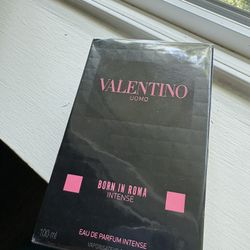 VALENTINO
UOMO
BORN IN ROMA
INTENSE
100 ml
EAU DE PARFUM INTENSE